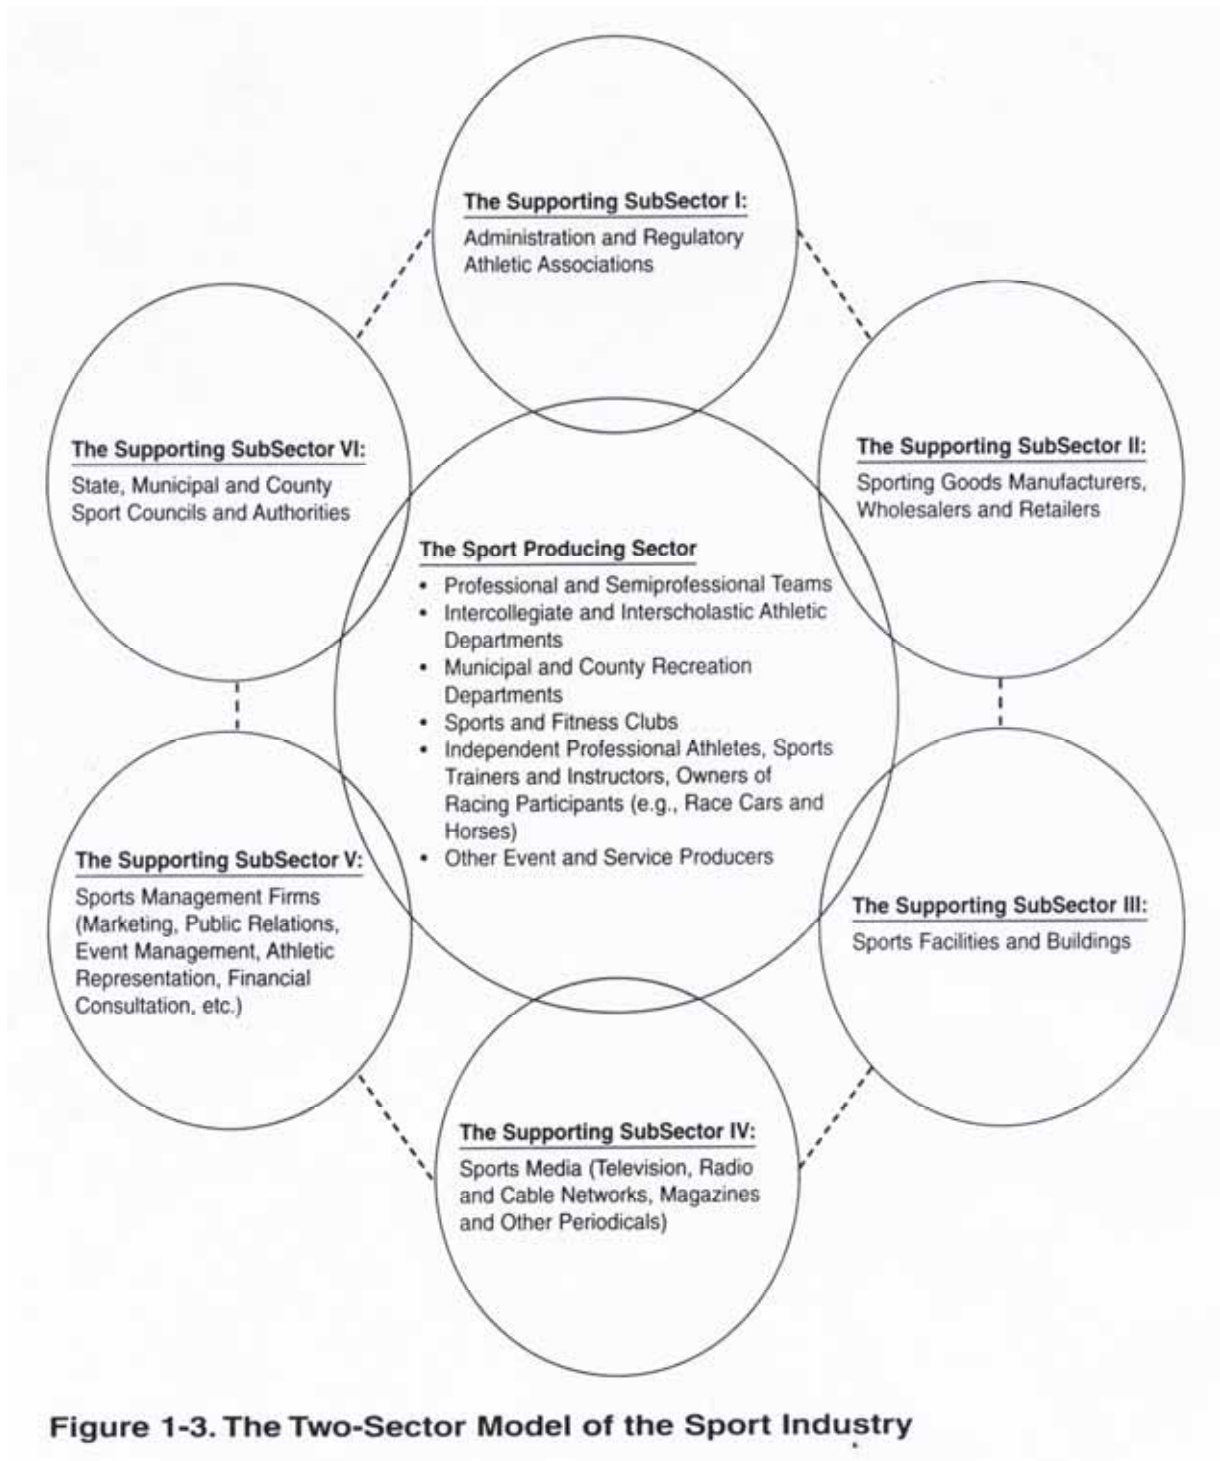 The Supporting SubSector I:
Administration and Regulatory
Athletic Associations
The Supporting SubSector VI:
State, Municipal and County
Sport Councils and Authorities
The Supporting SubSector II:
Sporting Goods Manufacturers,
Wholesalers and Retailers
The Sport Producing Sector
• Professional and Semiprofessional Teams
• Intercollegiate and Interscholastic Athletic
Departments
• Municipal and County Recreation
Departments
• Sports and Fitness Clubs
• Independent Professional Athletes, Sports
Trainers and Instructors, Owners of
Racing Participants (e.g., Race Cars and
Horses)
• Other Event and Service Producers
The Supporting SubSector V:
Sports Management Firms
(Marketing, Public Relations,
Event Management, Athletic
Representation, Financial
Consultation, etc.)
The Supporting SubSector III:
Sports Facilities and Buildings
The Supporting SubSector IV:
Sports Media (Television, Radio
and Cable Networks, Magazines
and Other Periodicals)
Figure 1-3. The Two-Sector Model of the Sport Industry